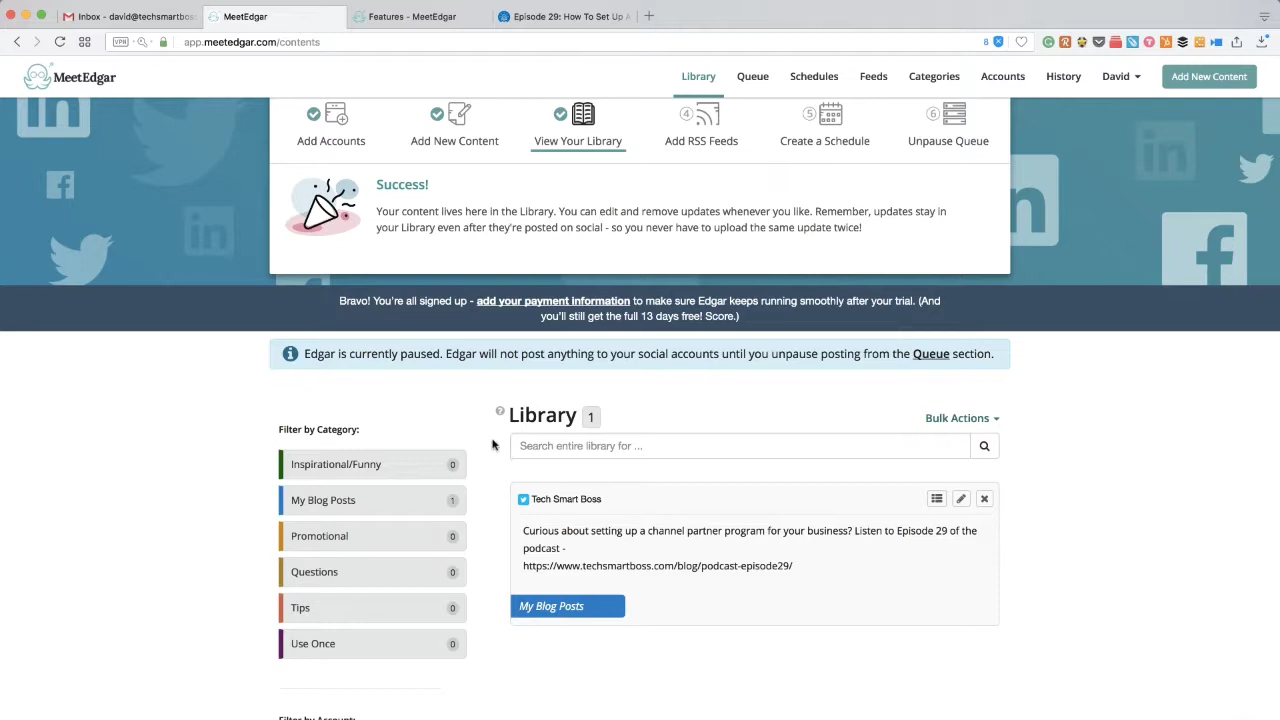 Inbox - david@techsmartbos
MeetEdgar
Features - MeetEdgar
Episode 29: How To Set Up A
VPN
app.meetedgar.com/contents
8
MeetEdgar
Library
Queue
Schedules
Feeds
Categories
Accounts
History
David
Add New Content
Add Accounts
Add New Content
View Your Library
4
Add RSS Feeds
5
Create a Schedule
6
Unpause Queue
Success!
Your content lives here in the Library. You can edit and remove updates whenever you like. Remember, updates stay in
your Library even after they're posted on social - so you never have to upload the same update twice!
Bravo! You're all signed up - add your payment information to make sure Edgar keeps running smoothly after your trial. (And
you'll still get the full 13 days free! Score.)
Edgar is currently paused. Edgar will not post anything to your social accounts until you unpause posting from the Queue section.
Filter by Category:
Inspirational/Funny 0
My Blog Posts 1
Promotional 0
Questions 0
Tips 0
Use Once 0
Filter by Account:
Library 1
Bulk Actions
Search entire library for ...
Tech Smart Boss
Curious about setting up a channel partner program for your business? Listen to Episode 29 of the
podcast -
https://www.techsmartboss.com/blog/podcast-episode29/
My Blog Posts